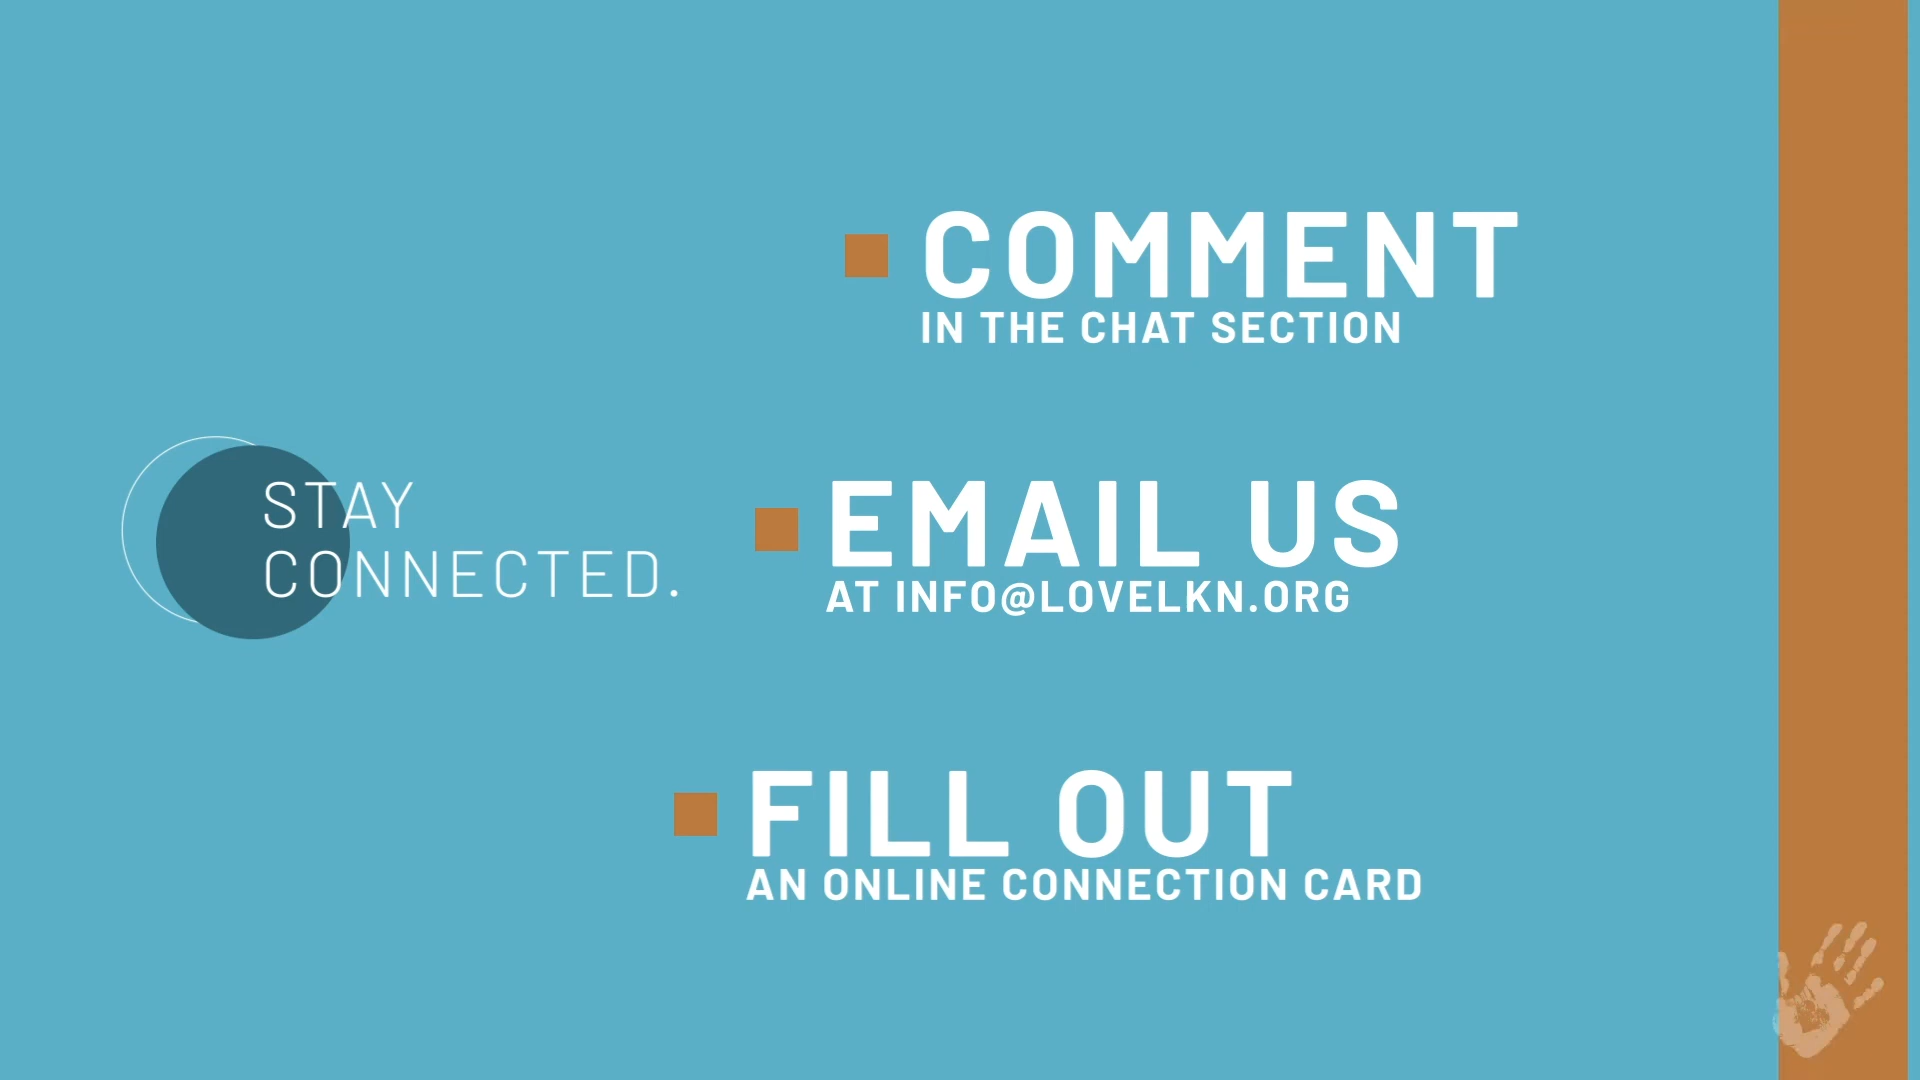 STAY
CONNECTED.
COMMENT
IN THE CHAT SECTION
EMAIL US
AT INFO@LOVELKN.ORG
FILL OUT
AN ONLINE CONNECTION CARD